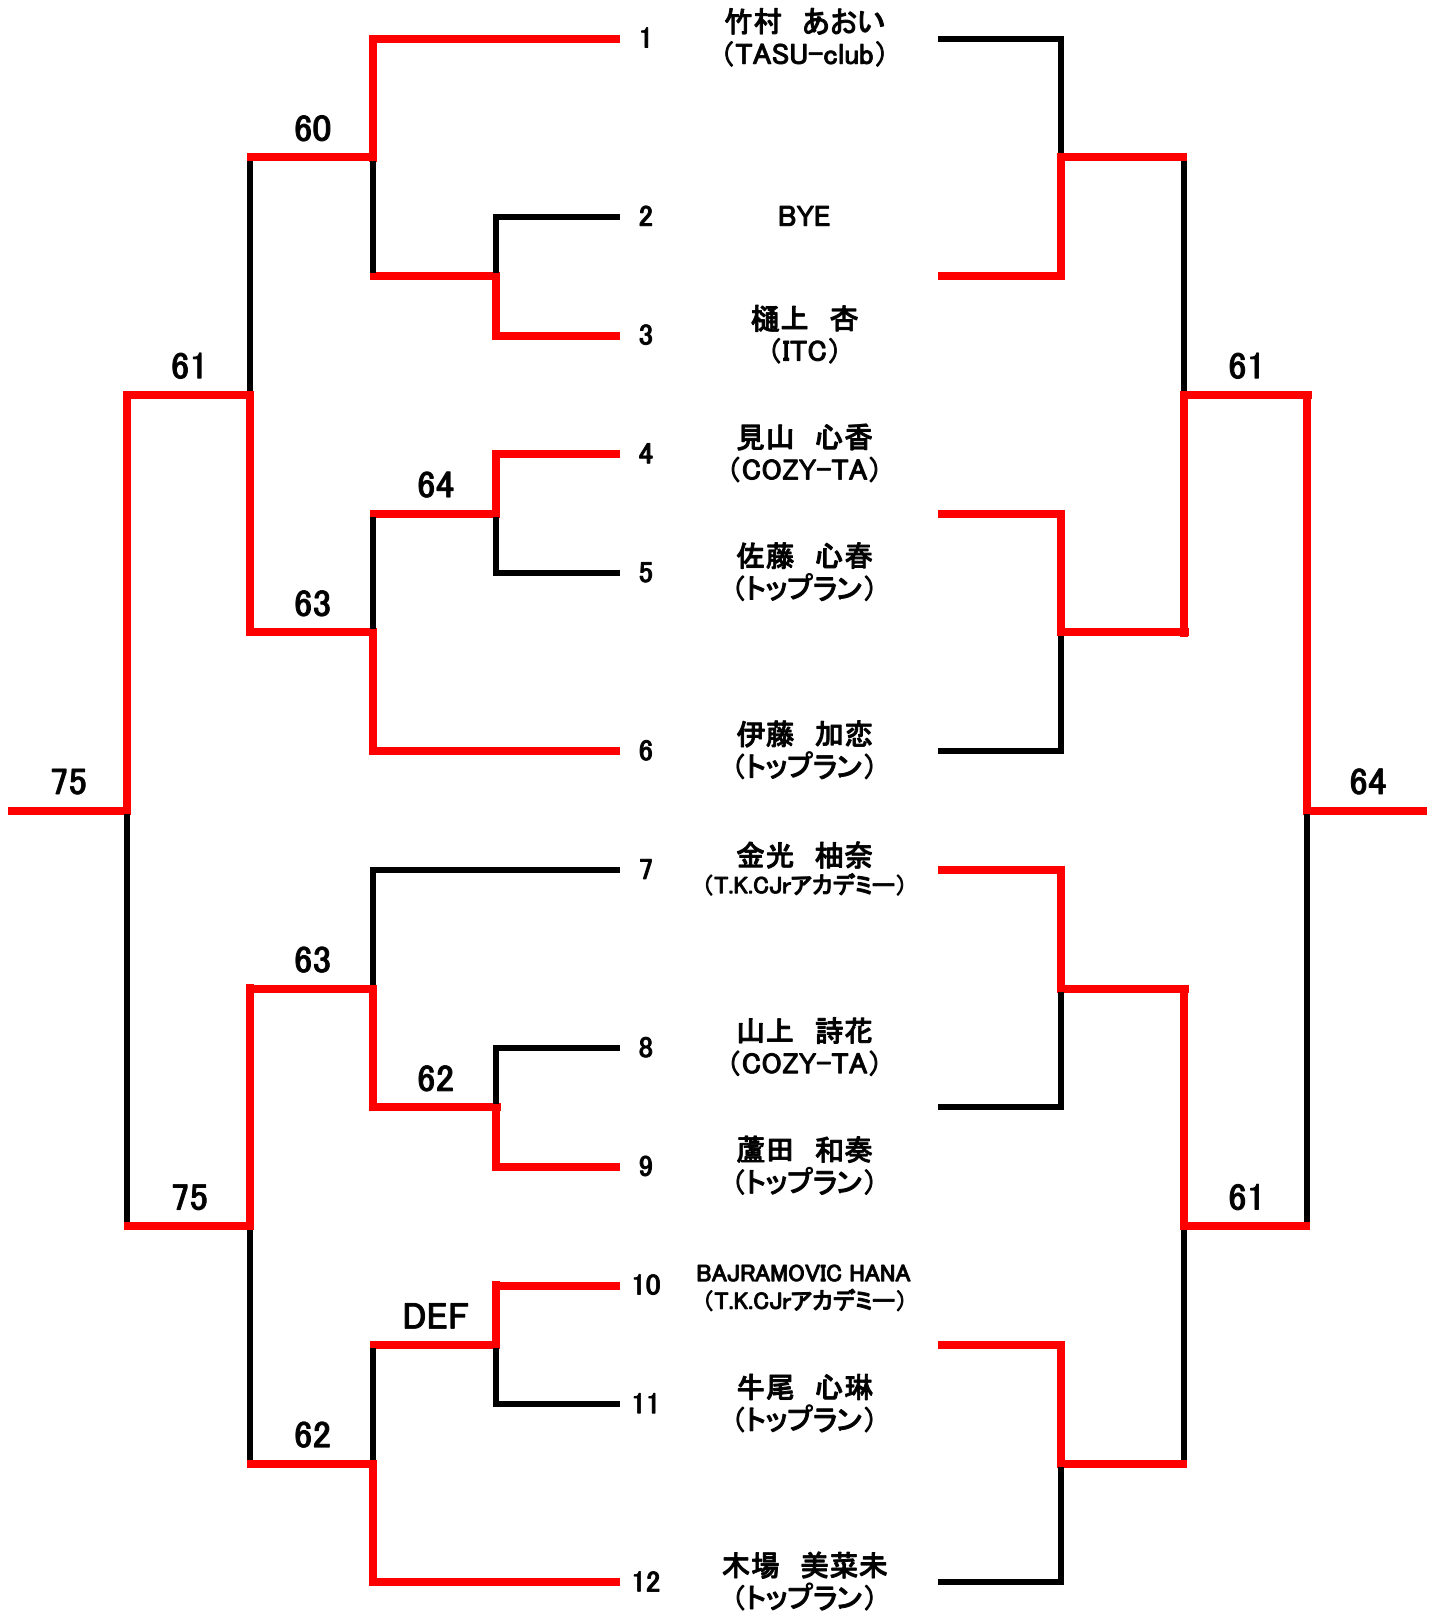 1 竹村　あおい
(TASU-club)
60
2 BYE
3 樋上　杏
(ITC)
61
61
4 見山　心香
(COZY-TA)
64
5 佐藤　心春
(トップラン)
63
6 伊藤　加恋
(トップラン)
75
64
7 金光　柚奈
(T.K.CJrアカデミー)
63
8 山上　詩花
(COZY-TA)
62
9 蘆田　和奏
(トップラン)
75
61
10 BAJRAMOVIC HANA
(T.K.CJrアカデミー)
DEF
11 牛尾　心琳
(トップラン)
62
12 木場　美菜未
(トップラン)